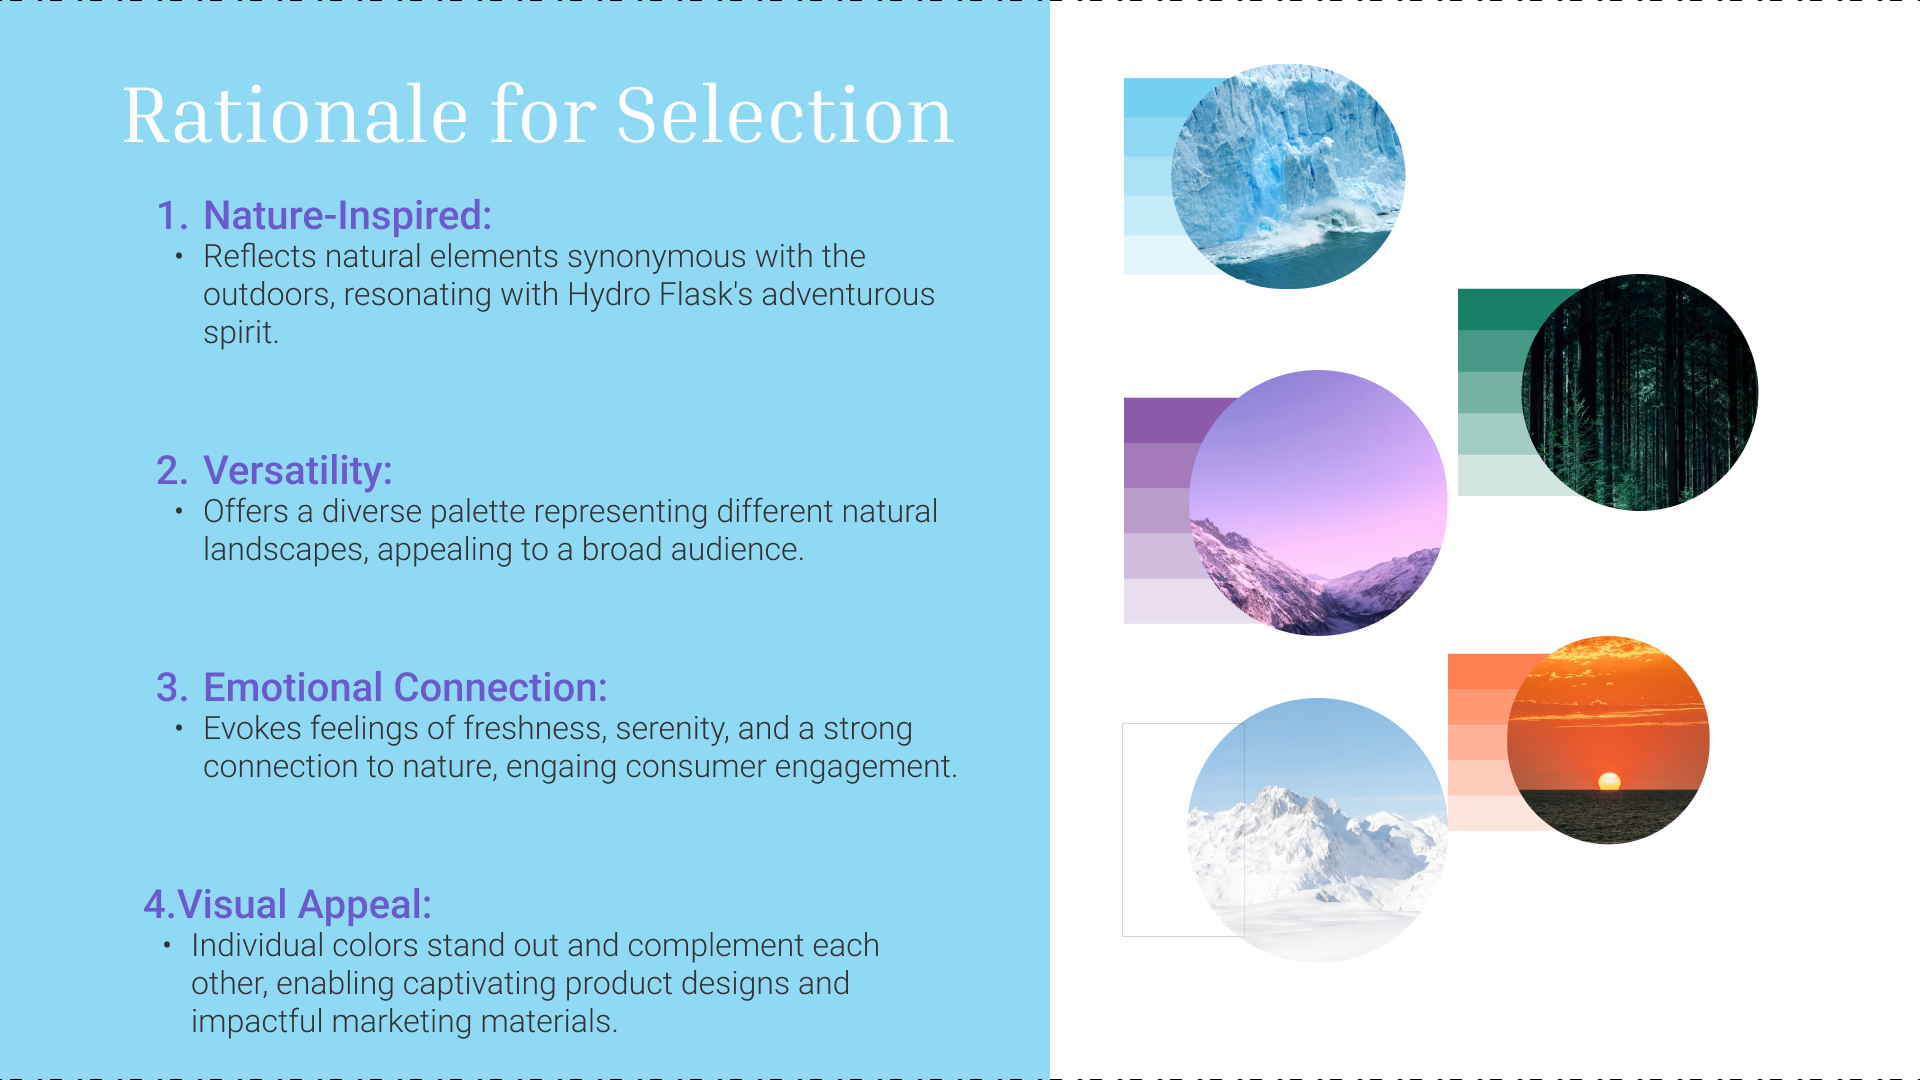 Rationale for Selection
1. Nature-Inspired:
• Reflects natural elements synonymous with the
outdoors, resonating with Hydro Flask's adventurous
spirit.
2. Versatility:
• Offers a diverse palette representing different natural
landscapes, appealing to a broad audience.
3. Emotional Connection:
• Evokes feelings of freshness, serenity, and a strong
connection to nature, engaing consumer engagement.
4.Visual Appeal:
• Individual colors stand out and complement each
other, enabling captivating product designs and
impactful marketing materials.